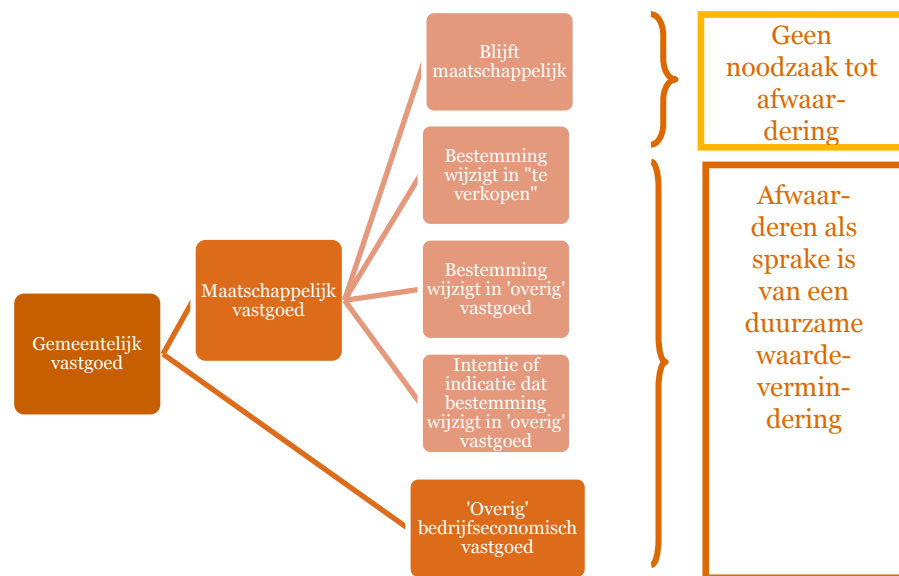 Gemeentelijk
vastgoed
Maatschappelijk
vastgoed
Blijft
maatschappelijk
Bestemming
wijzigt in "te
verkopen"
Bestemming
wijzigt in 'overig'
vastgoed
Intentie of
indicatie dat
bestemming
wijzigt in 'overig'
vastgoed
'Overig'
bedrijfseconomisch
vastgoed
Geen
noodzaak tot
afwaar-
dering
Afwaar-
deren als
sprake is
van een
duurzame
waarde-
vermin-
dering